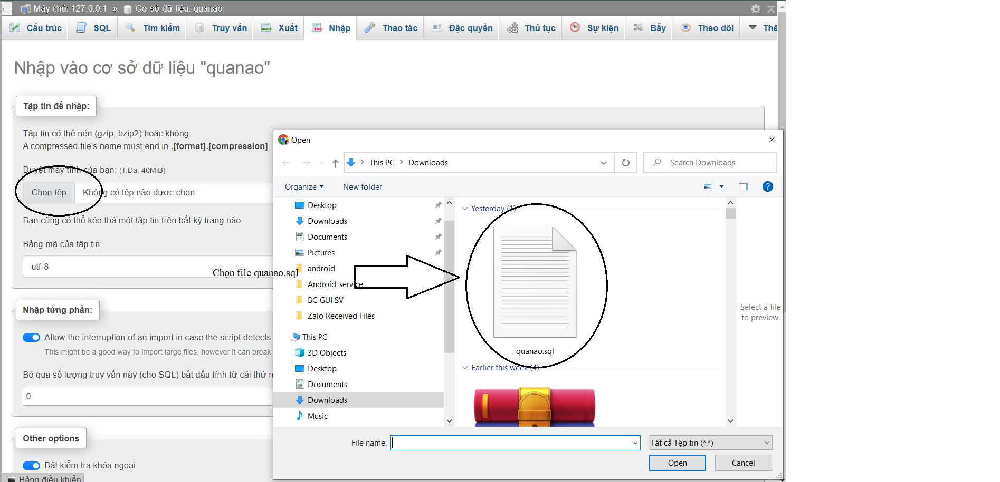 Máy chủ: 127.0.0.1 » Cơ sở dữ liệu: quanao
Cấu trúc SQL Tìm kiếm Truy vấn Xuất Nhập Thao tác Đặc quyền Thủ tục Sự kiện Bẫy Theo dõi
Nhập vào cơ sở dữ liệu "quanao"
Tập tin để nhập:
Tập tin có thể nén (gzip, bzip2) hoặc không.
A compressed file's name must end in .[format].[compression].
Duyệt máy tính của bạn: (T.Đa: 40MiB)
Chọn tệp Không có tệp nào được chọn
Bạn cũng có thể kéo thả một tập tin trên bất kỳ trang nào.
Bảng mã của tập tin:
utf-8
Chọn file quanao.sql
Nhập từng phần:
Allow the interruption of an import in case the script detects
This might be a good way to import large files, however it can break
Bỏ qua số lượng truy vấn này (cho SQL) bắt đầu tính từ cái thứ
0
Other options
Bật kiểm tra khóa ngoại
Bảng điều khiển
Open
This PC > Downloads
Search Downloads
Organize New folder
Desktop
Downloads
Documents
Pictures
android
Android_service
BG GUI SV
Zalo Received Files
This PC
3D Objects
Desktop
Documents
Downloads
Music
Yesterday (1)
quanao.sql
Earlier this week (4)
Select a file
to preview.
File name: Tất cả Tệp tin (*.*)
Open Cancel